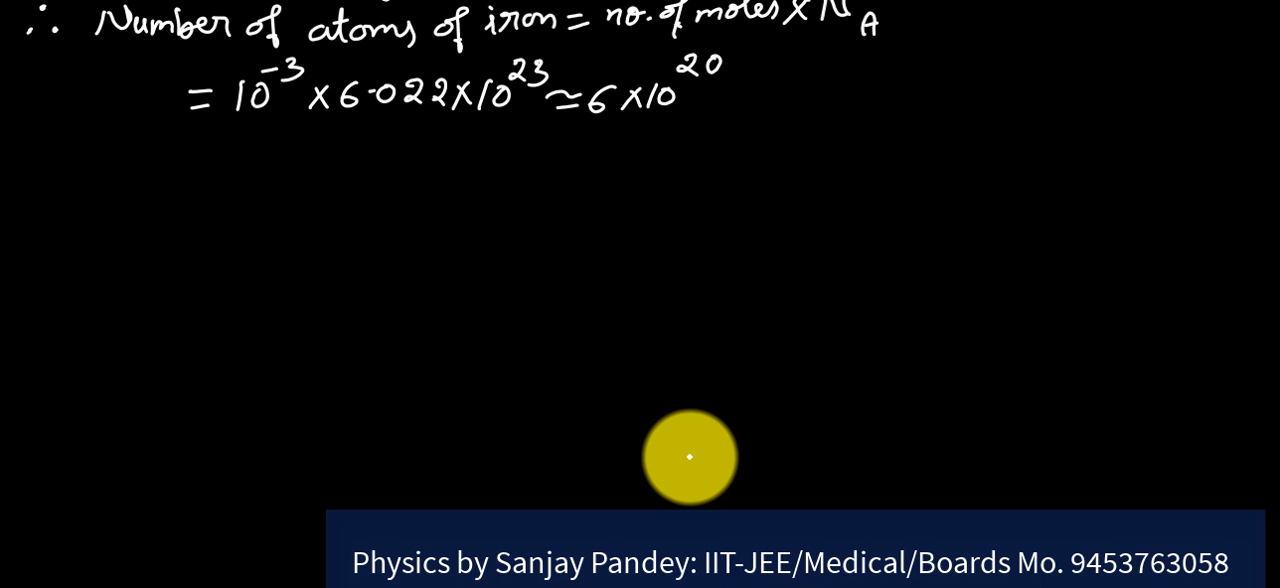 ∴ Number of atoms of iron = no. of moles × N_A
= 10^-3 × 6.022 × 10^23 ≃ 6 × 10^20
Physics by Sanjay Pandey: IIT-JEE/Medical/Boards Mo. 9453763058